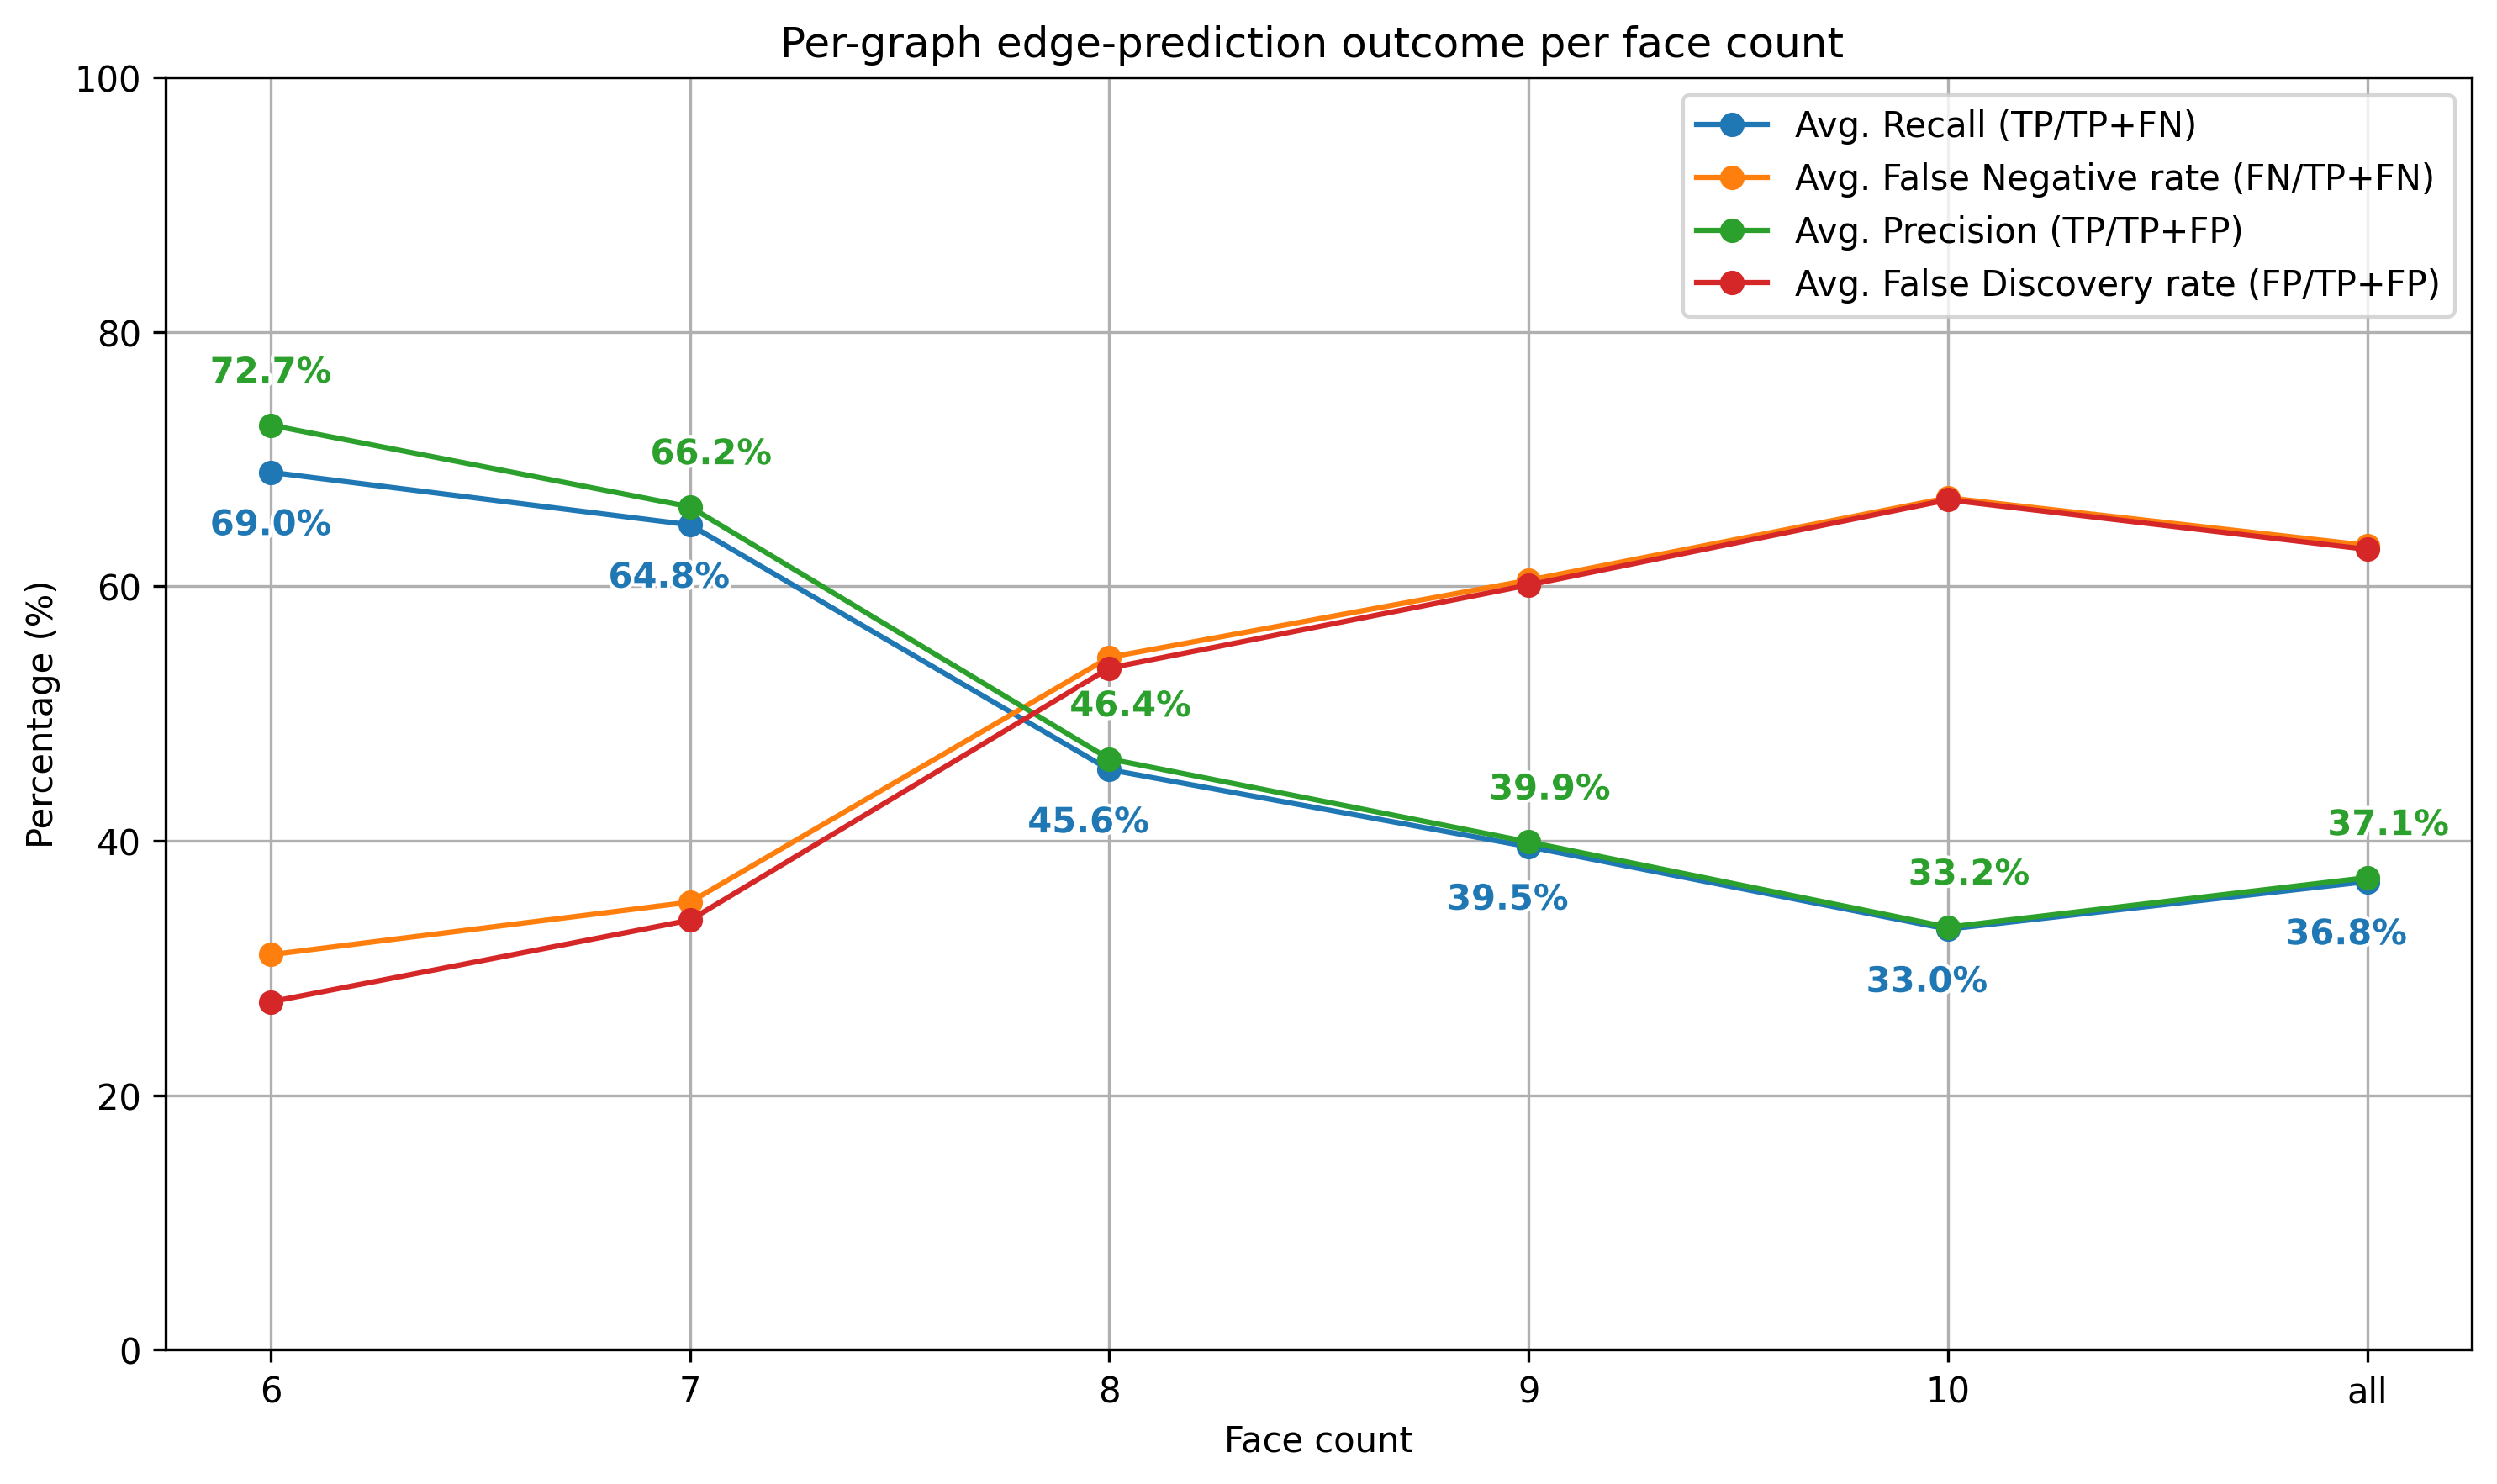 Per-graph edge-prediction outcome per face count
100
80
60
40
20
0
Percentage (%)
Avg. Recall (TP/TP+FN)
Avg. False Negative rate (FN/TP+FN)
Avg. Precision (TP/TP+FP)
Avg. False Discovery rate (FP/TP+FP)
72.7%
69.0%
66.2%
64.8%
46.4%
45.6%
39.9%
39.5%
33.2%
33.0%
37.1%
36.8%
6
7
8
9
10
all
Face count